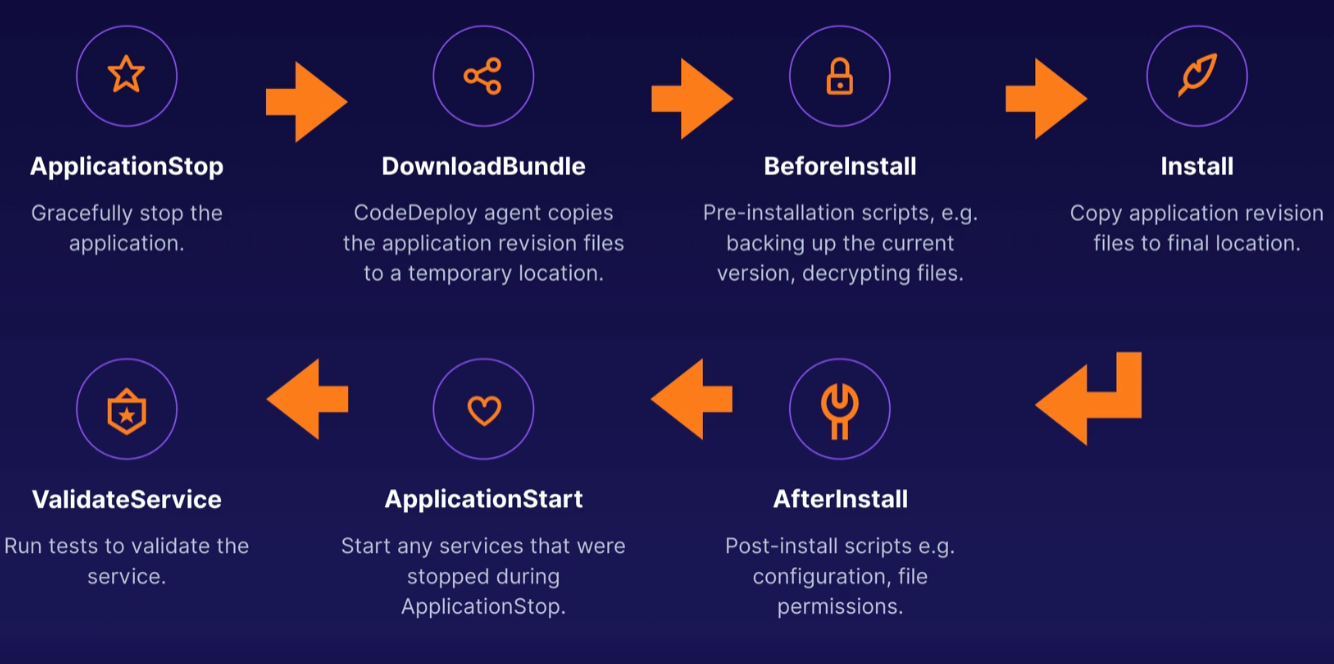 ApplicationStop
Gracefully stop the
application.
DownloadBundle
CodeDeploy agent copies
the application revision files
to a temporary location.
BeforeInstall
Pre-installation scripts, e.g.
backing up the current
version, decrypting files.
Install
Copy application revision
files to final location.
AfterInstall
Post-install scripts e.g.
configuration, file
permissions.
ApplicationStart
Start any services that were
stopped during
ApplicationStop.
ValidateService
Run tests to validate the
service.